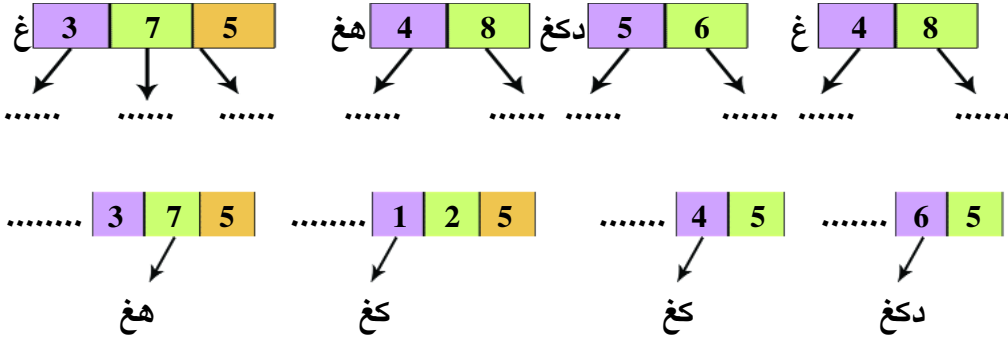 غ 3 7 5 هغ 4 8 دكغ 5 6 غ 4 8
...... ...... ...... ...... ...... ...... ...... ...... ......
........ 3 7 5 ........ 1 2 5 ....... 4 5 ....... 6 5
هغ كغ كغ دكغ